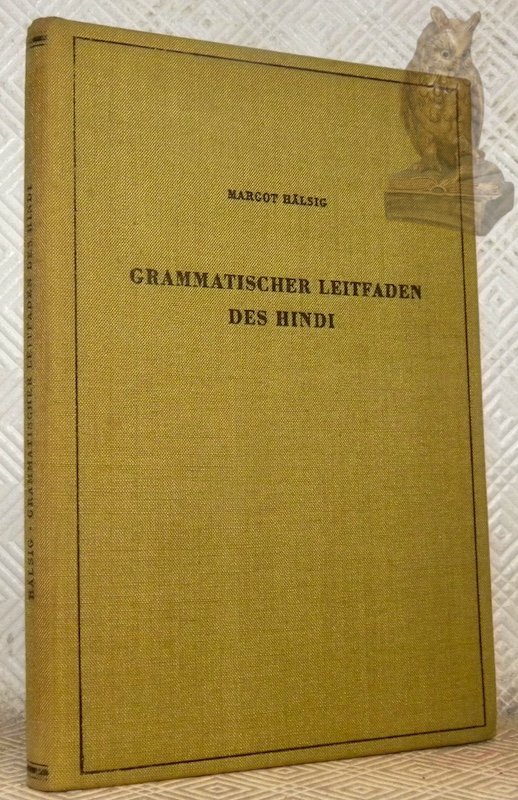 MARGOT HÄLSIG
GRAMMATISCHER LEITFADEN
DES HINDI
HÄLSIG · GRAMMATISCHER LEITFADEN DES HINDI